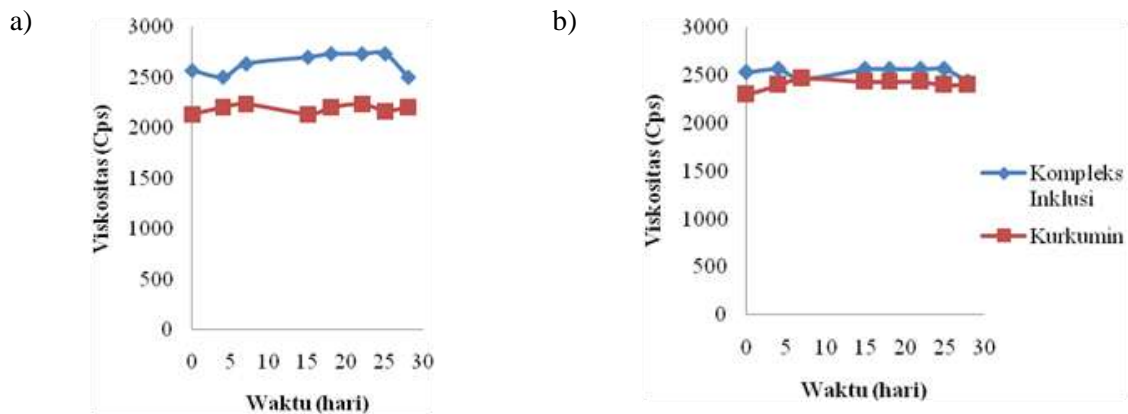 a)
3000
2500
2000
1500
1000
500
0
Viskositas (Cps)
0 5 10 15 20 25 30
Waktu (hari)
b)
3000
2500
2000
1500
1000
500
0
Viskositas (Cps)
0 5 10 15 20 25 30
Waktu (hari)
Kompleks
Inklusi
Kurkumin